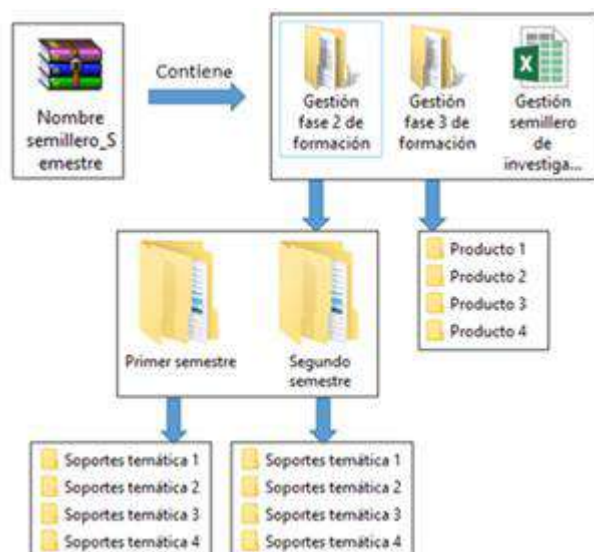 Nombre
semillero_S
emestre
Contiene
Gestión
fase 2 de
formación
Gestión
fase 3 de
formación
Gestión
semillero
de
investiga...
Primer semestre
Segundo
semestre
Producto 1
Producto 2
Producto 3
Producto 4
Soportes temática 1
Soportes temática 2
Soportes temática 3
Soportes temática 4
Soportes temática 1
Soportes temática 2
Soportes temática 3
Soportes temática 4